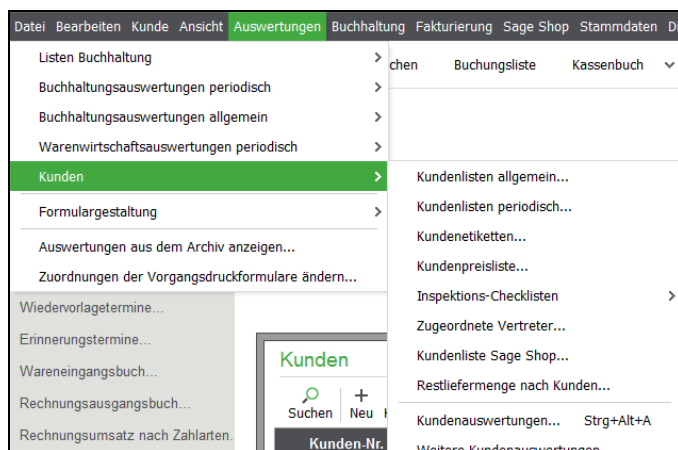 Datei Bearbeiten Kunde Ansicht Auswertungen Buchhaltung Fakturierung Sage Shop Stammdaten
Listen Buchhaltung
Buchungsliste Kassenbuch
Buchhaltungsauswertungen periodisch
Buchhaltungsauswertungen allgemein
Warenwirtschaftsauswertungen periodisch
Kunden
Formulargestaltung
Auswertungen aus dem Archiv anzeigen...
Zuordnungen der Vorgangsdruckformulare ändern...
Kundenlisten allgemein...
Kundenlisten periodisch...
Kundenetiketten...
Kundenpreisliste...
Inspektions-Checklisten
Zugeordnete Vertreter...
Kundenliste Sage Shop...
Restliefermenge nach Kunden...
Kundenauswertungen... Strg+Alt+A
Weitere Kundenauswertungen
Wiedervorlagetermine...
Erinnerungstermine...
Wareneingangsbuch...
Rechnungsausgangsbuch...
Rechnungsumsatz nach Zahlarten.
Kunden
Suchen Neu
Kunden-Nr.